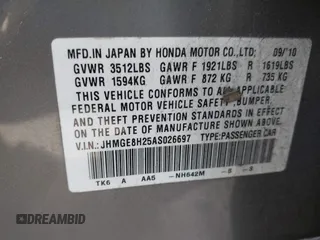 MFD. IN JAPAN BY HONDA MOTOR CO.,LTD. 09/'10
GVWR 3512LBS GAWR F 1921LBS R 1619LBS
GVWR 1594KG GAWR F 872 KG R 735 KG
THIS VEHICLE CONFORMS TO ALL APPLICABLE
FEDERAL MOTOR VEHICLE SAFETY, BUMPER,
AND THEFT PREVENTION STANDARDS IN
EFFECT ON THE DATE OF MANUFACTURE
SHOWN ABOVE.
V.I.N.: JHMGE8H25AS026697 TYPE:PASSENGER CAR
TK6 A AA5 -NH642M -B -B
DREAMBID